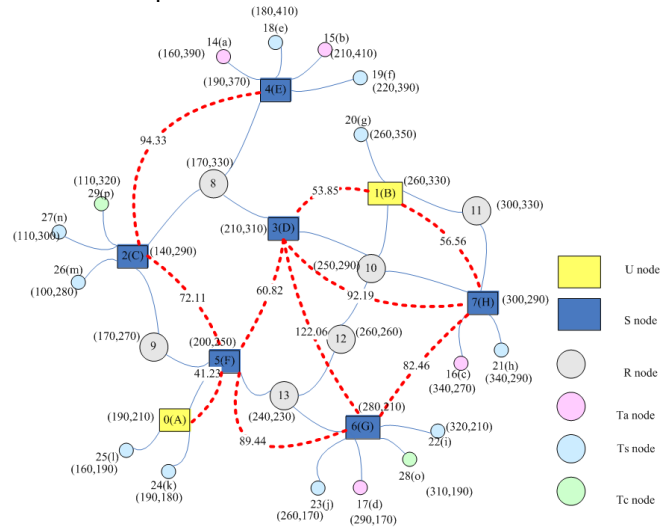 (180,410)
18(e)
14(a)
15(b)
(160,390)
(210,410)
(190,370)
4(E)
19(f)
(220,390)
20(g)
(260,350)
94.33
(170,330)
8
53.85
1(B)
(260,330)
(110,320)
29(p)
11
(300,330)
27(n)
(110,300)
(210,310)
3(D)
56.56
2(C)
(140,290)
(250,290)
10
26(m)
(100,280)
U node
60.82
92.19
7(H)
(300,290)
72.11
S node
(170,270)
9
(200,350)
122.06
12
(260,260)
5(F)
82.46
16(c)
(340,270)
21(h)
(340,290)
R node
41.23
13
(190,210)
0(A)
(240,230)
(280,210)
6(G)
(320,210)
22(i)
Ta node
89.44
25(l)
(160,190)
24(k)
(190,180)
28(o)
(310,190)
Ts node
23(j)
(260,170)
17(d)
(290,170)
Tc node